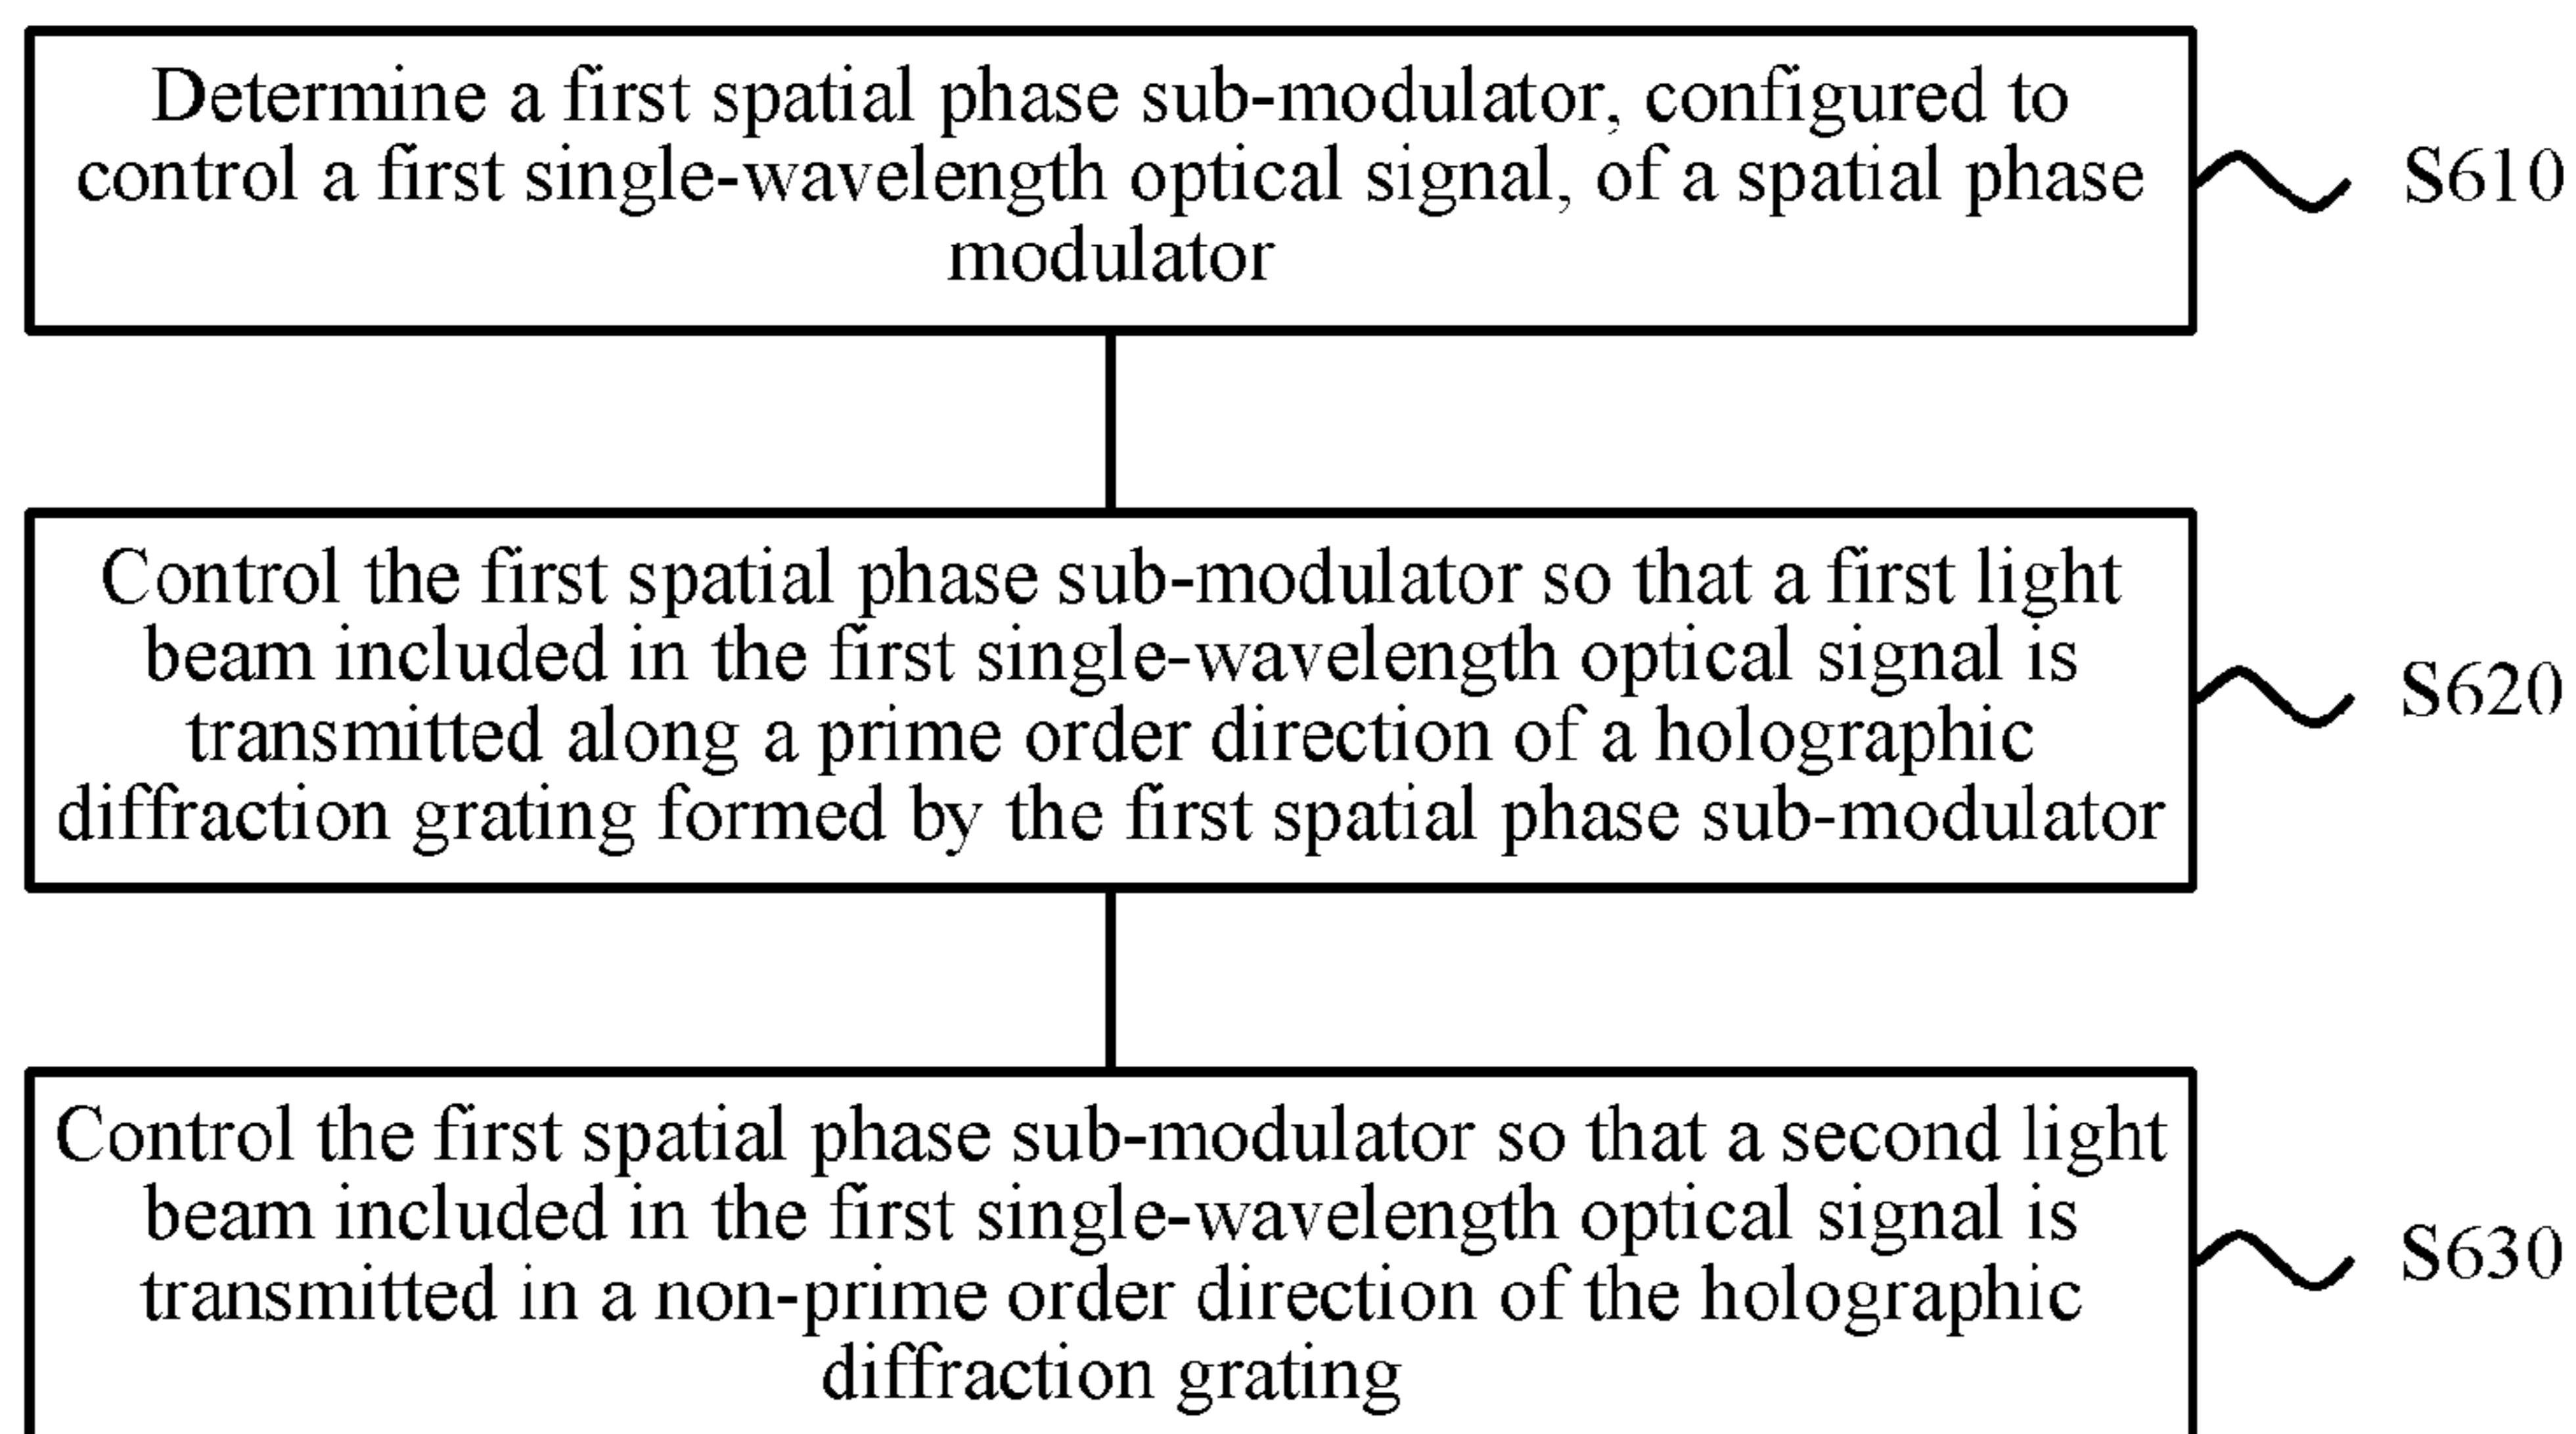 Determine a first spatial phase sub-modulator, configured to
control a first single-wavelength optical signal, of a spatial phase
modulator
S610
Control the first spatial phase sub-modulator so that a first light
beam included in the first single-wavelength optical signal is
transmitted along a prime order direction of a holographic
diffraction grating formed by the first spatial phase sub-modulator
S620
Control the first spatial phase sub-modulator so that a second light
beam included in the first single-wavelength optical signal is
transmitted in a non-prime order direction of the holographic
diffraction grating
S630